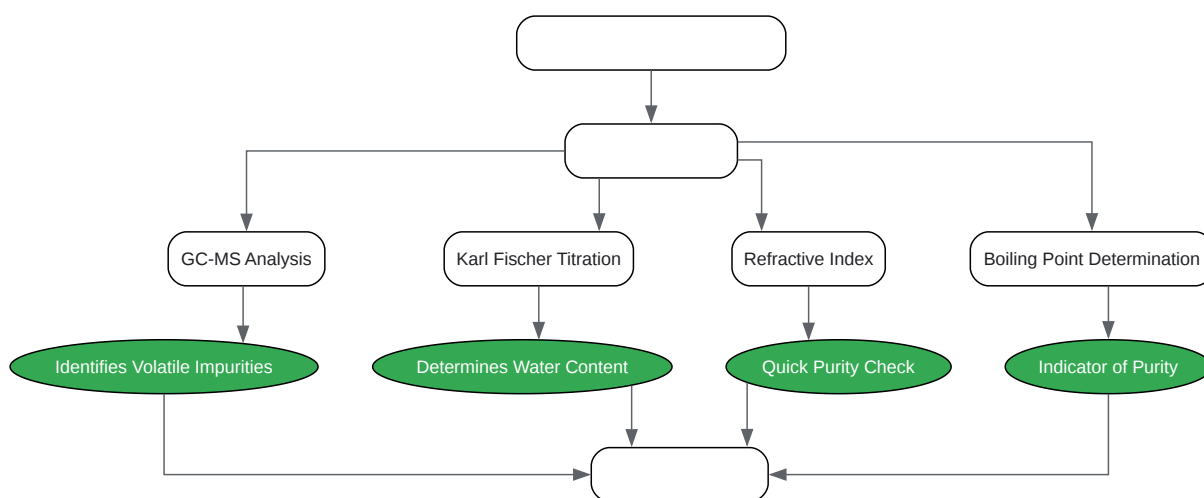 GC-MS Analysis
Karl Fischer Titration
Refractive Index
Boiling Point Determination
Identifies Volatile Impurities
Determines Water Content
Quick Purity Check
Indicator of Purity